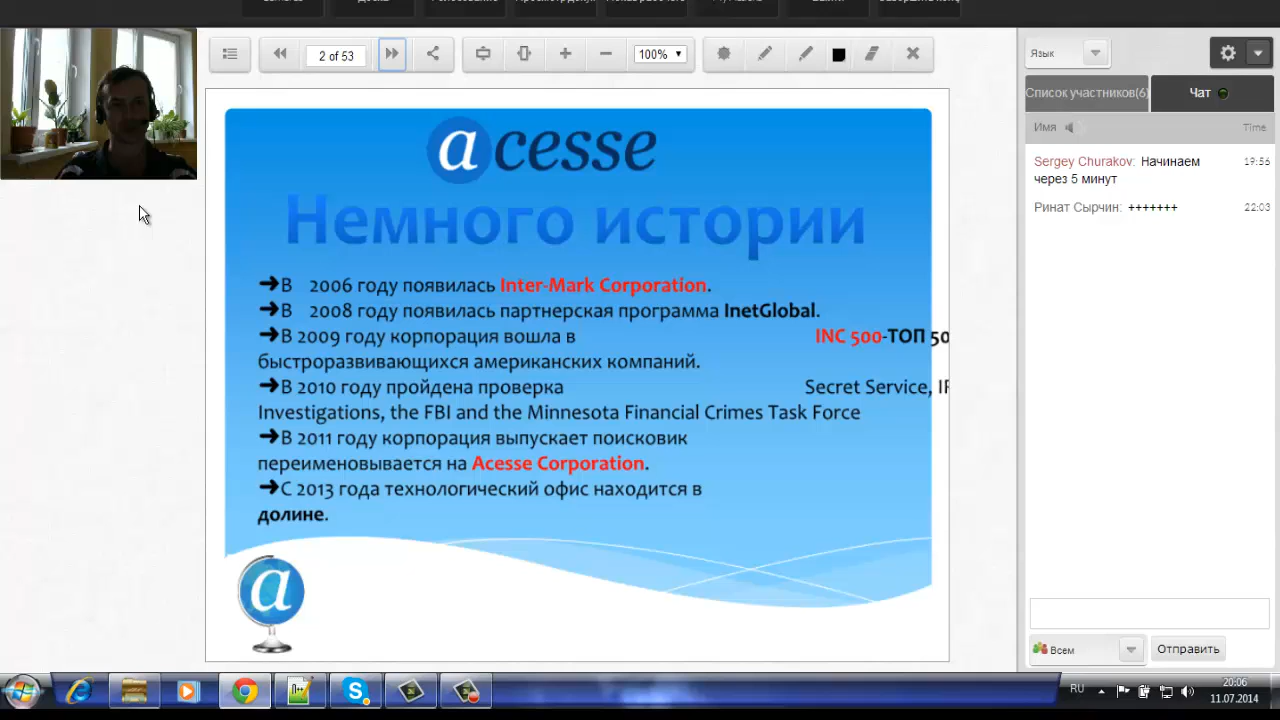 2 of 53
100%
Язык
Список участников(6)
Чат
Имя
Time
Sergey Churakov: Начинаем
19:56
через 5 минут
Ринат Сырчин: +++++++
22:03
acesse
Немного истории
➔В 2006 году появилась Inter-Mark Corporation.
➔В 2008 году появилась партнерская программа InetGlobal.
➔В 2009 году корпорация вошла в INC 500-ТОП
быстроразвивающихся американских компаний.
➔В 2010 году пройдена проверка Secret Service,
Investigations, the FBI and the Minnesota Financial Crimes Task Force
➔В 2011 году корпорация выпускает поисковик
переименовывается на Acesse Corporation.
➔С 2013 года технологический офис находится в
долине.
a
Всем
Отправить
RU
20:06
11.07.2014